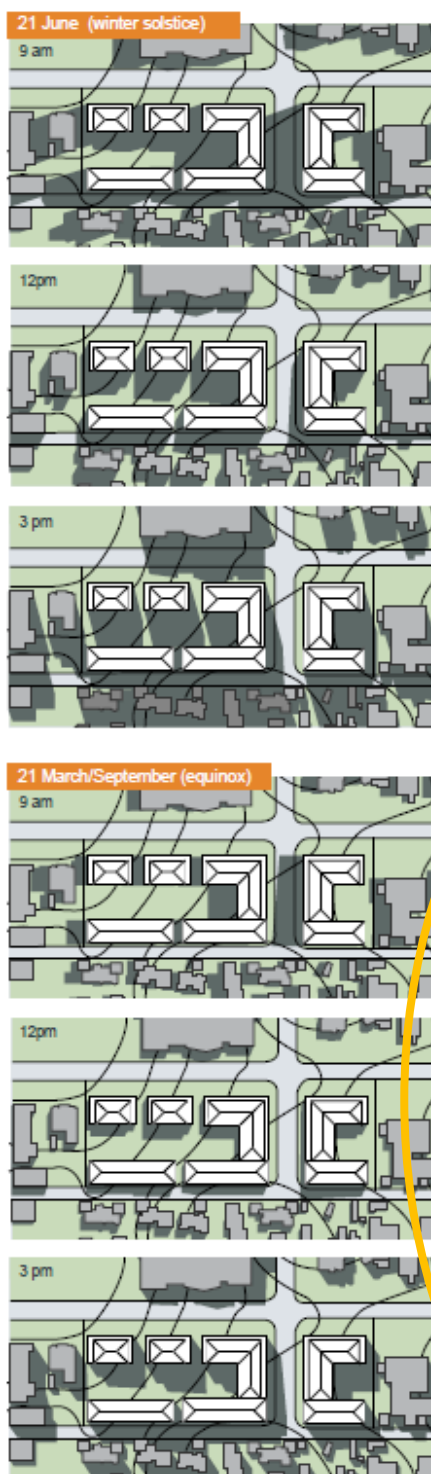 21 June  (winter solstice)
9 am
12pm
3 pm
21 March/September (equinox)
9 am
12pm
3 pm